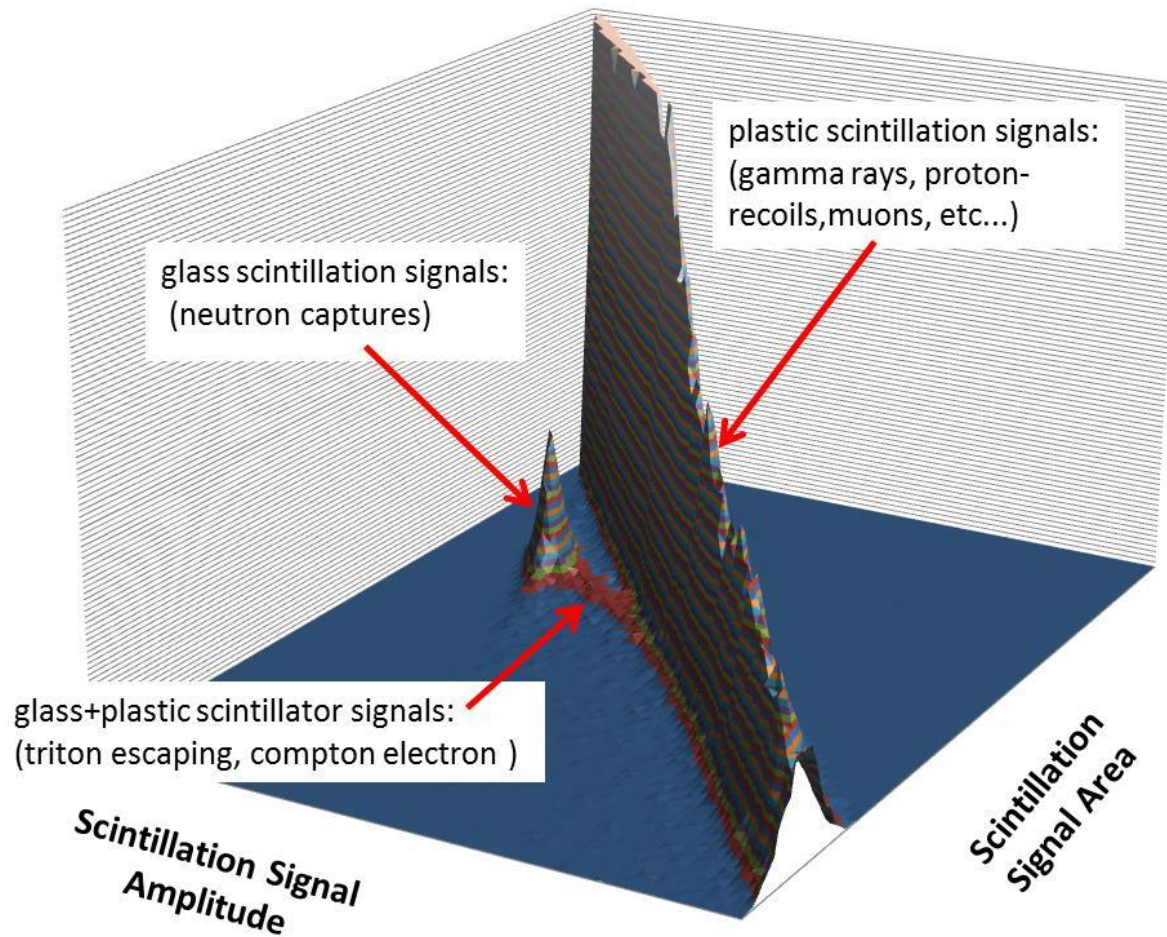 plastic scintillation signals:
(gamma rays, proton-
recoils,muons, etc...)
glass scintillation signals:
(neutron captures)
glass+plastic scintillator signals:
(triton escaping, compton electron )
Scintillation Signal
Amplitude
Scintillation
Signal Area